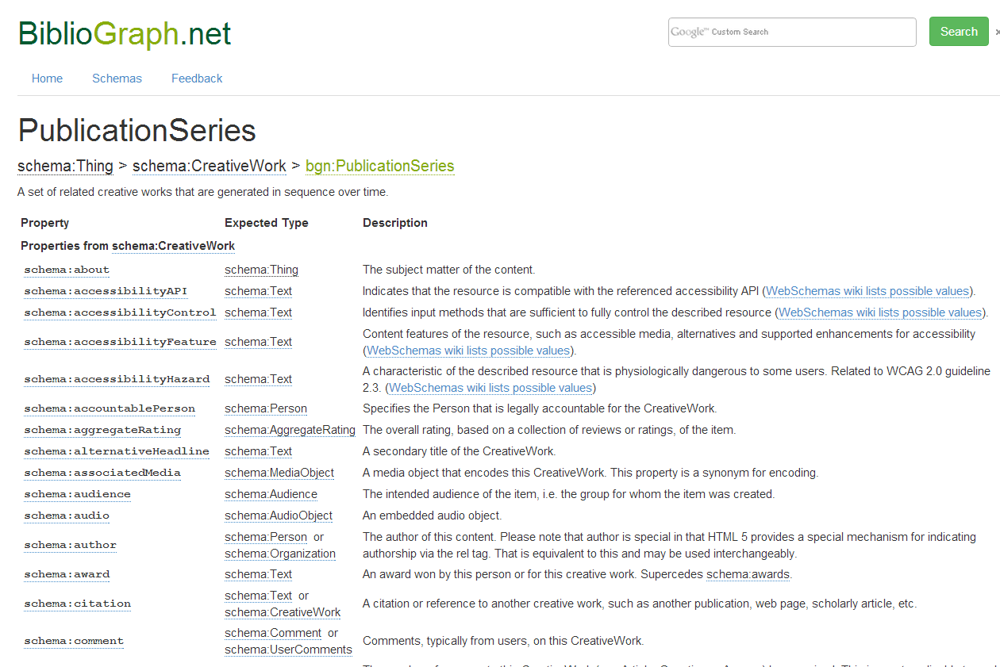 BiblioGraph.net
Google™ Custom Search
Search
×
Home Schemas Feedback
PublicationSeries
schema:Thing > schema:CreativeWork > bgn:PublicationSeries
A set of related creative works that are generated in sequence over time.
Property Expected Type Description
Properties from schema:CreativeWork
schema:about schema:Thing The subject matter of the content.
schema:accessibilityAPI schema:Text Indicates that the resource is compatible with the referenced accessibility API (WebSchemas wiki lists possible values).
schema:accessibilityControl schema:Text Identifies input methods that are sufficient to fully control the described resource (WebSchemas wiki lists possible values).
schema:accessibilityFeature schema:Text Content features of the resource, such as accessible media, alternatives and supported enhancements for accessibility
(WebSchemas wiki lists possible values).
schema:accessibilityHazard schema:Text A characteristic of the described resource that is physiologically dangerous to some users. Related to WCAG 2.0 guideline
2.3. (WebSchemas wiki lists possible values)
schema:accountablePerson schema:Person Specifies the Person that is legally accountable for the CreativeWork.
schema:aggregateRating schema:AggregateRating The overall rating, based on a collection of reviews or ratings, of the item.
schema:alternativeHeadline schema:Text A secondary title of the CreativeWork.
schema:associatedMedia schema:MediaObject A media object that encodes this CreativeWork. This property is a synonym for encoding.
schema:audience schema:Audience The intended audience of the item, i.e. the group for whom the item was created.
schema:audio schema:AudioObject An embedded audio object.
schema:author schema:Person or
schema:Organization
The author of this content. Please note that author is special in that HTML 5 provides a special mechanism for indicating
authorship via the rel tag. That is equivalent to this and may be used interchangeably.
schema:award schema:Text An award won by this person or for this creative work. Supercedes schema:awards.
schema:citation schema:Text or
schema:CreativeWork
A citation or reference to another creative work, such as another publication, web page, scholarly article, etc.
schema:comment schema:Comment or
schema:UserComments
Comments, typically from users, on this CreativeWork.